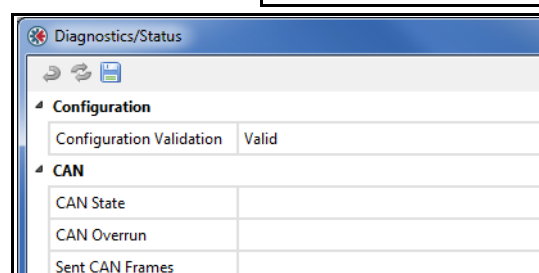 Diagnostics/Status
Configuration
Configuration Validation Valid
CAN
CAN State
CAN Overrun
Sent CAN Frames